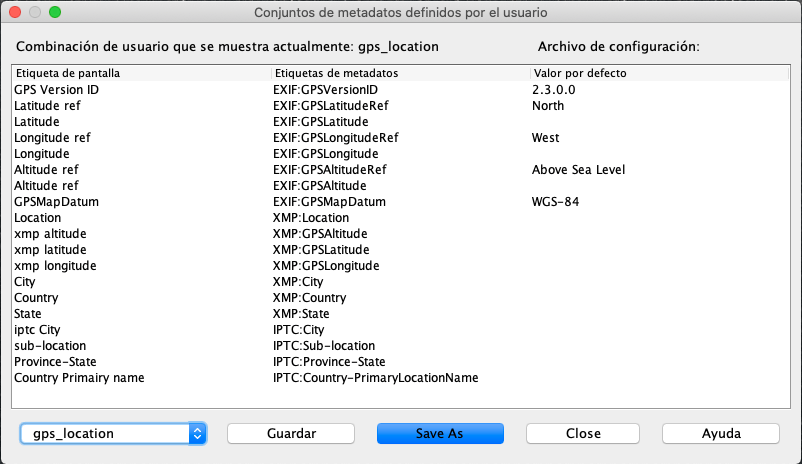 Conjuntos de metadatos definidos por el usuario
Combinación de usuario que se muestra actualmente: gps_location Archivo de configuración:
Etiqueta de pantalla Etiquetas de metadatos Valor por defecto
GPS Version ID EXIF:GPSVersionID 2.3.0.0
Latitude ref EXIF:GPSLatitudeRef North
Latitude EXIF:GPSLatitude
Longitude ref EXIF:GPSLongitudeRef West
Longitude EXIF:GPSLongitude
Altitude ref EXIF:GPSAltitudeRef Above Sea Level
Altitude ref EXIF:GPSAltitude
GPSMapDatum EXIF:GPSMapDatum WGS-84
Location XMP:Location
xmp altitude XMP:GPSAltitude
xmp latitude XMP:GPSLatitude
xmp longitude XMP:GPSLongitude
City XMP:City
Country XMP:Country
State XMP:State
iptc City IPTC:City
sub-location IPTC:Sub-location
Province-State IPTC:Province-State
Country Primairy name IPTC:Country-PrimaryLocationName
gps_location Guardar Save As Close Ayuda